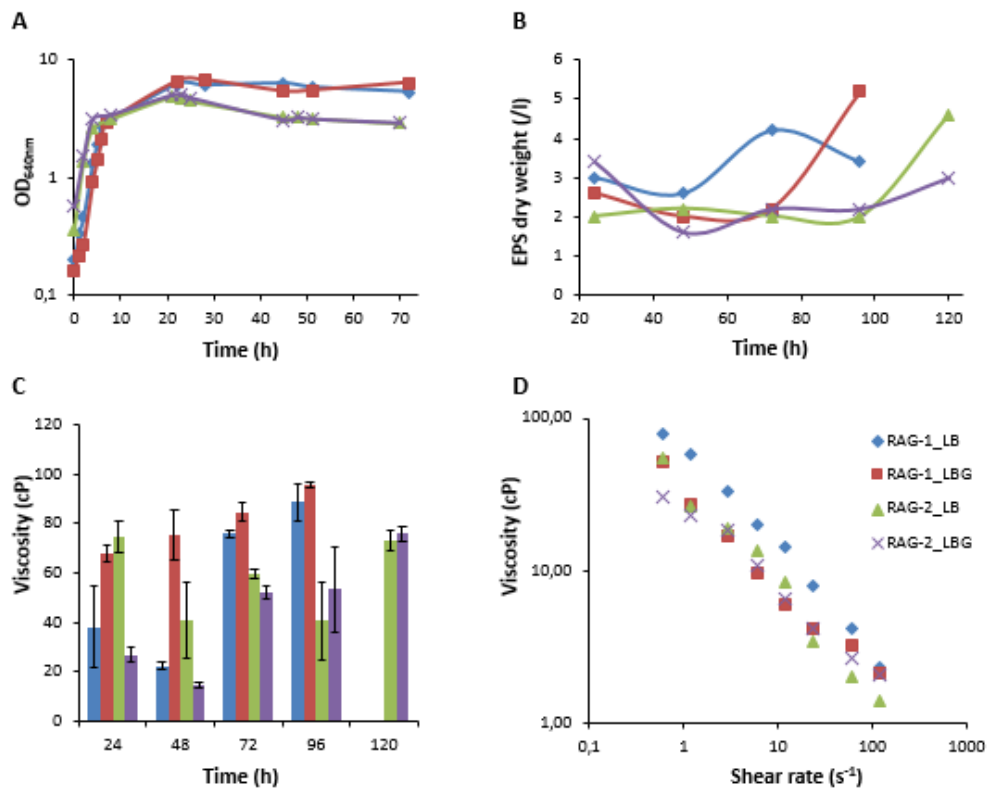 A
10
1
0,1
OD640nm
0 10 20 30 40 50 60 70
Time (h)
B
6
5
4
3
2
1
0
EPS dry weight (/l)
20 40 60 80 100 120
Time (h)
C
120
100
80
60
40
20
0
Viscosity (cP)
24 48 72 96 120
Time (h)
D
100,00
10,00
1,00
Viscosity (cP)
0,1 1 10 100 1000
Shear rate (s⁻¹)
RAG-1_LB
RAG-1_LBG
RAG-2_LB
RAG-2_LBG